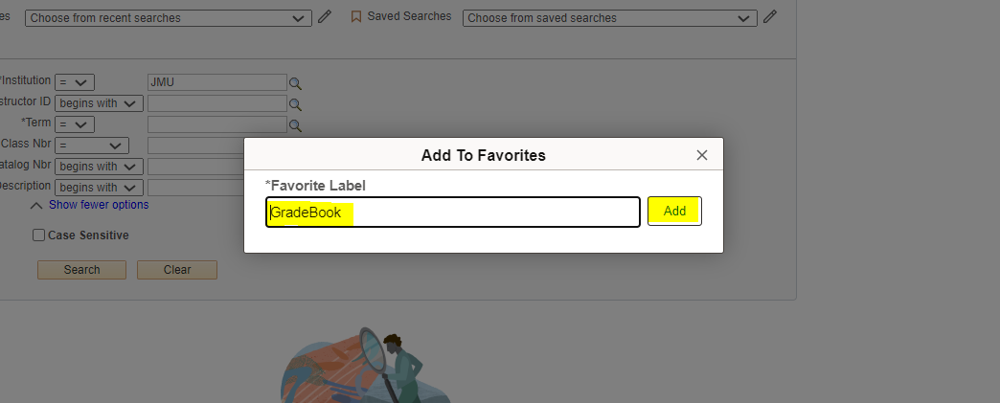 es Choose from recent searches Saved Searches Choose from saved searches
*Institution = JMU
structor ID begins with
*Term =
Class Nbr =
atalog Nbr begins with
escription begins with
Show fewer options
Case Sensitive
Search Clear
Add To Favorites
*Favorite Label
GradeBook Add